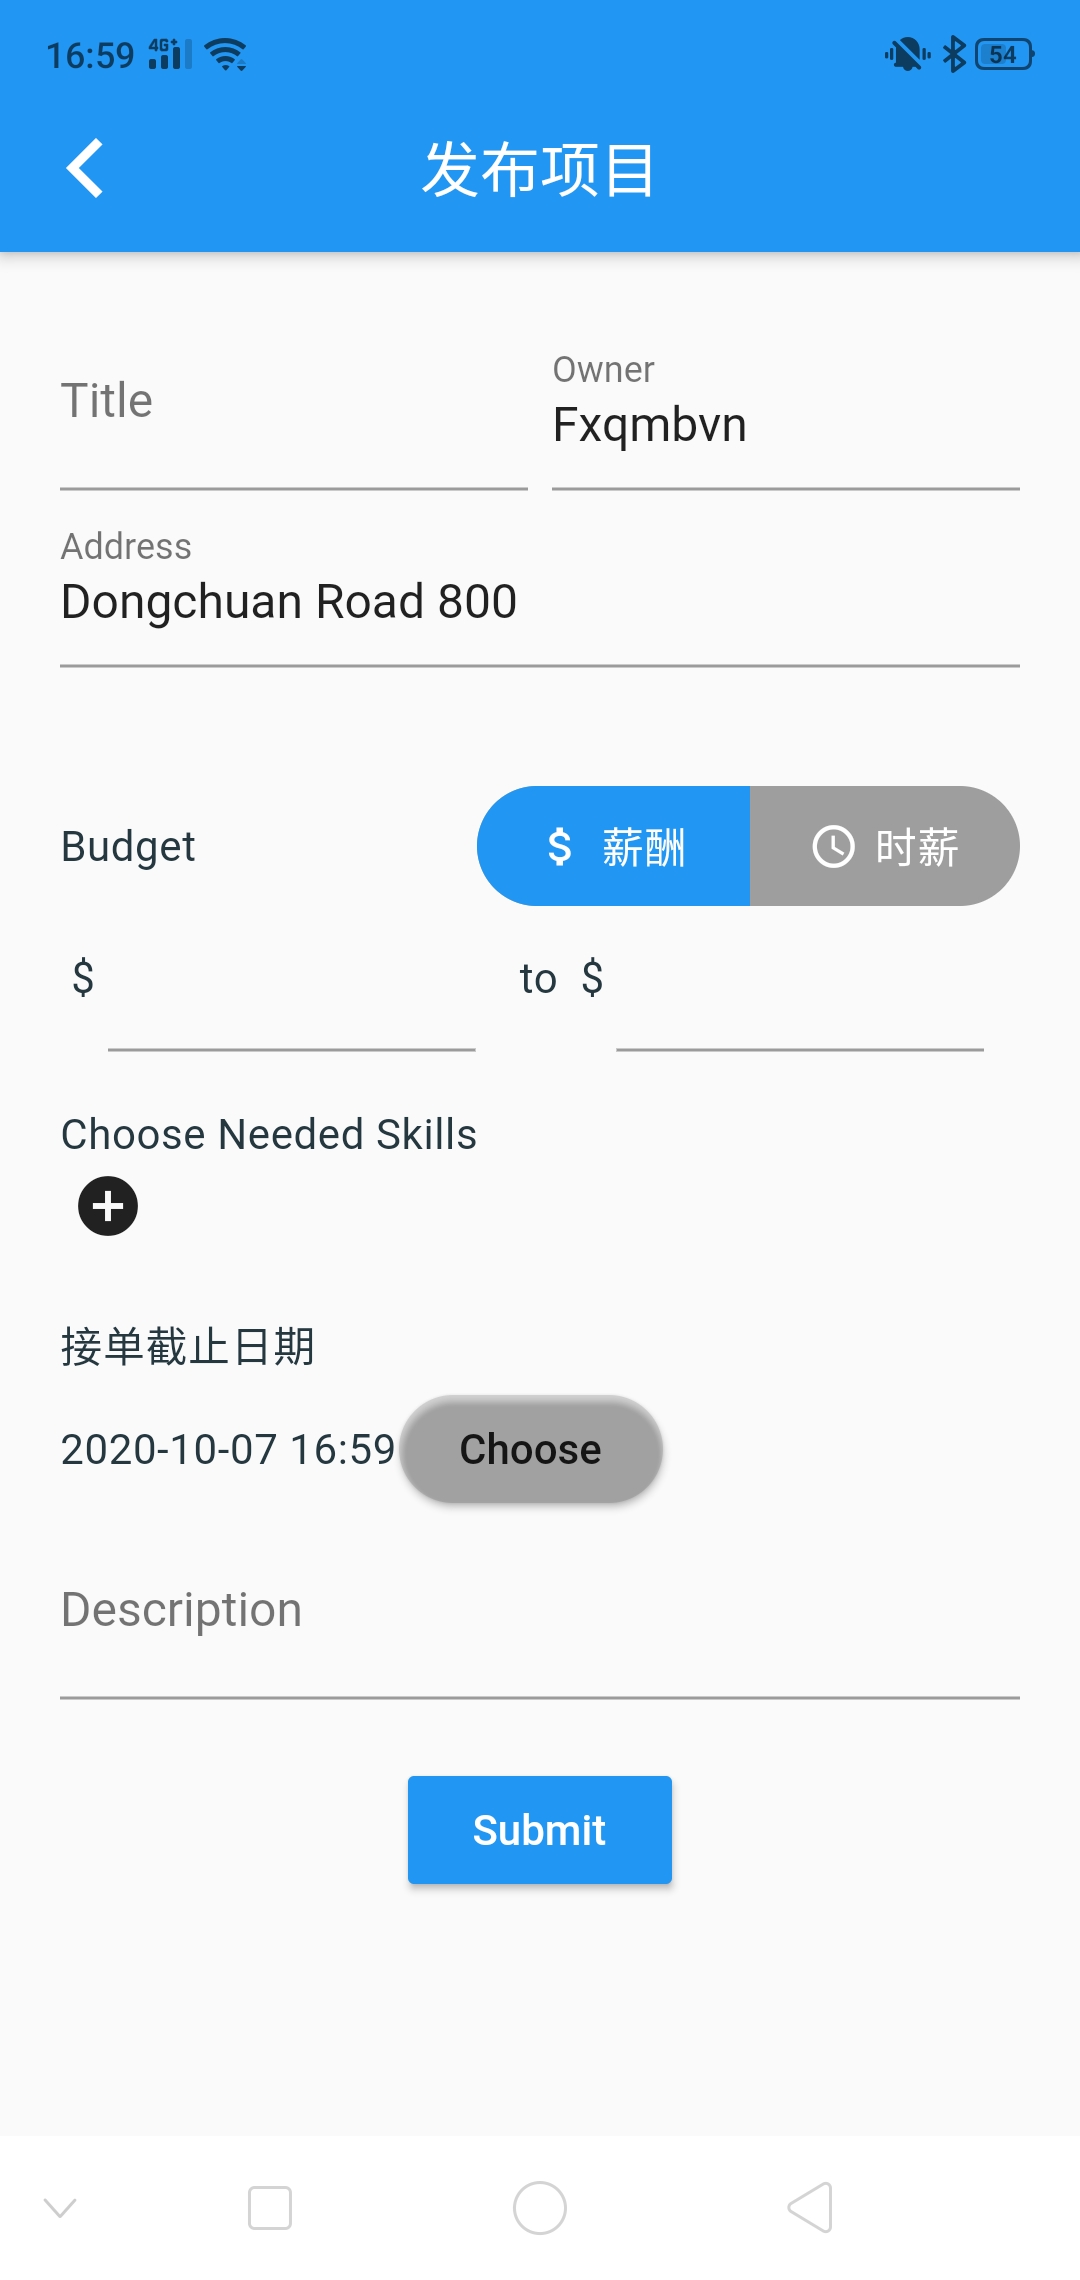 16:59 4G+ 54
发布项目
Title
Owner
Fxqmbvn
Address
Dongchuan Road 800
Budget
$ 薪酬 时薪
$ to $
Choose Needed Skills
接单截止日期
2020-10-07 16:59 Choose
Description
Submit